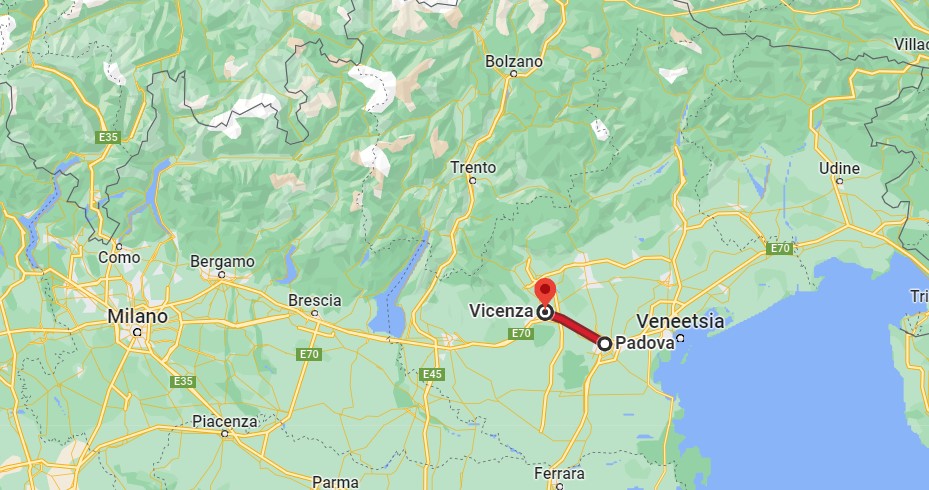 Bolzano
Villac
E35
Trento
Udine
Como
Bergamo
E70
Brescia
Milano
Vicenza
Veneetsia
Tri
E70
Padova
E70
E45
E35
Piacenza
Ferrara
Parma